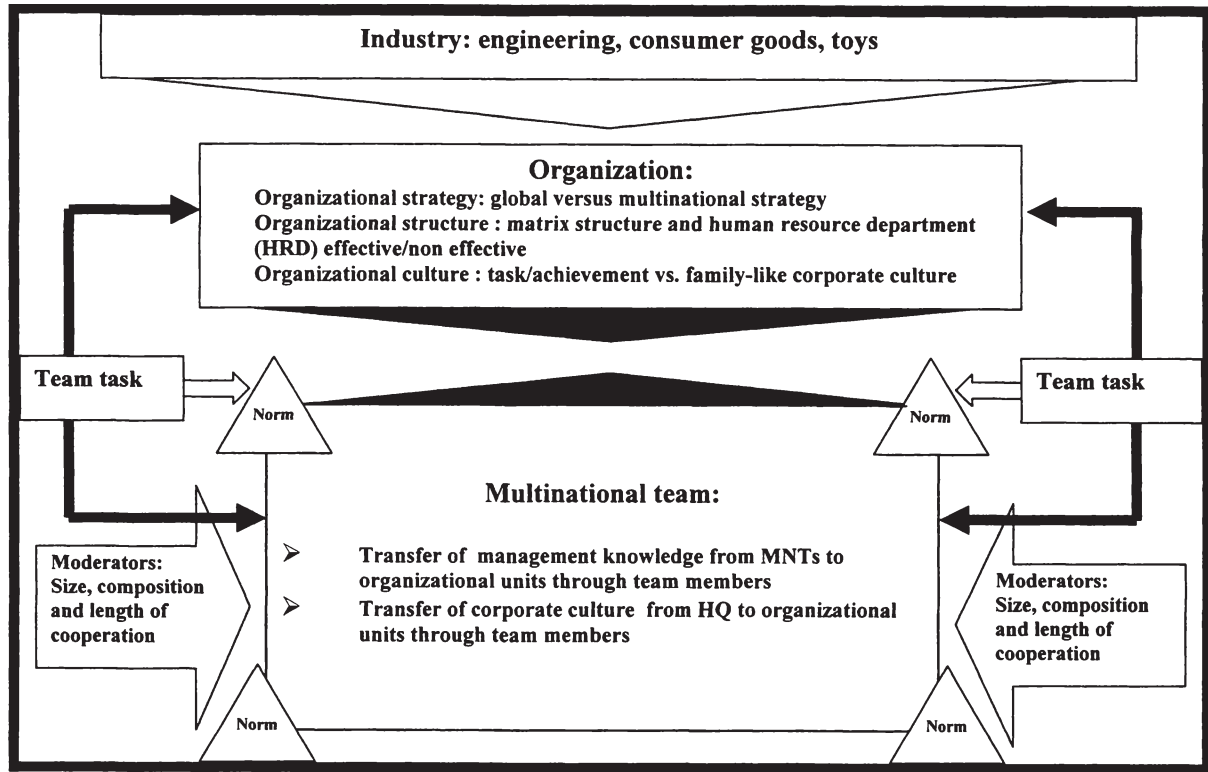 Industry: engineering, consumer goods, toys
Organization:
Organizational strategy: global versus multinational strategy
Organizational structure : matrix structure and human resource department
(HRD) effective/non effective
Organizational culture : task/achievement vs. family-like corporate culture
Team task
Norm
Norm
Team task
Multinational team:
➢ Transfer of management knowledge from MNTs to
organizational units through team members
➢ Transfer of corporate culture from HQ to organizational
units through team members
Moderators:
Size, composition
and length of
cooperation
Moderators:
Size, composition
and length of
cooperation
Norm
Norm